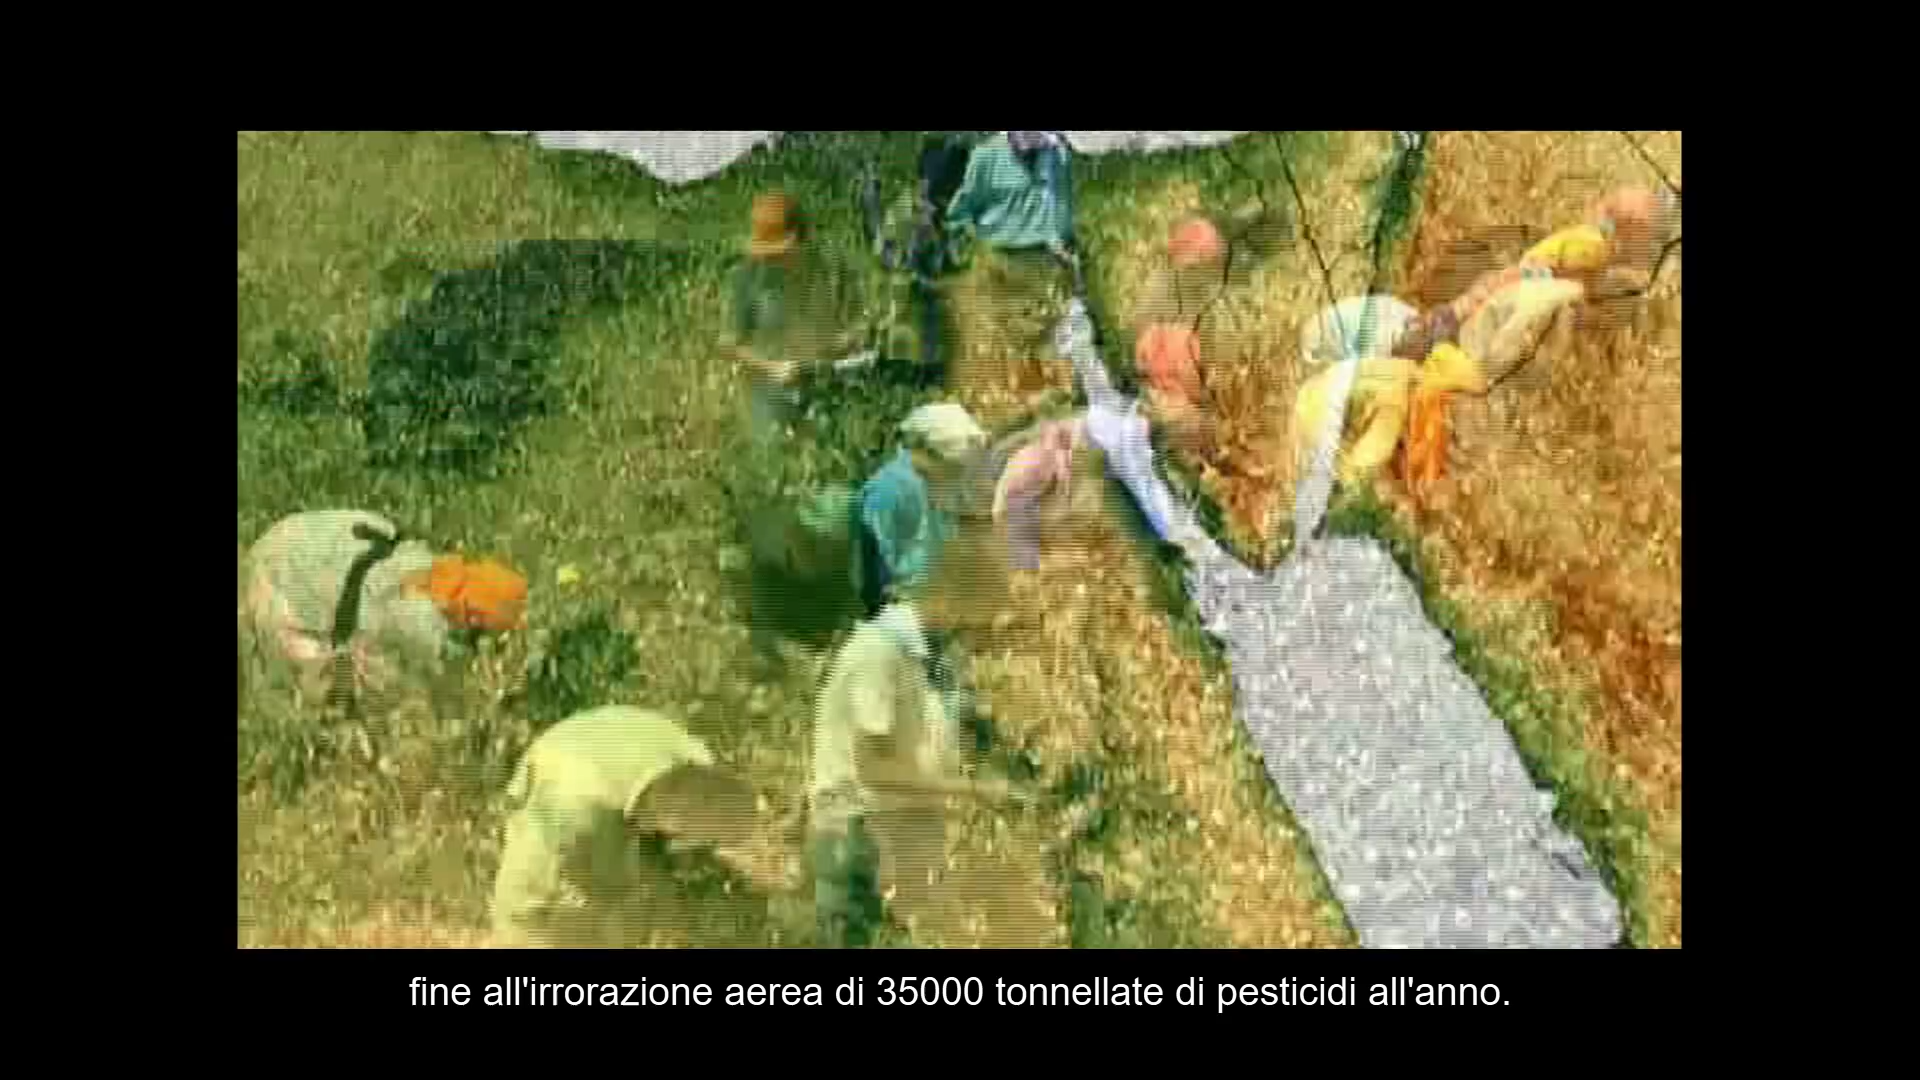 fine all'irrorazione aerea di 35000 tonnellate di pesticidi all'anno.